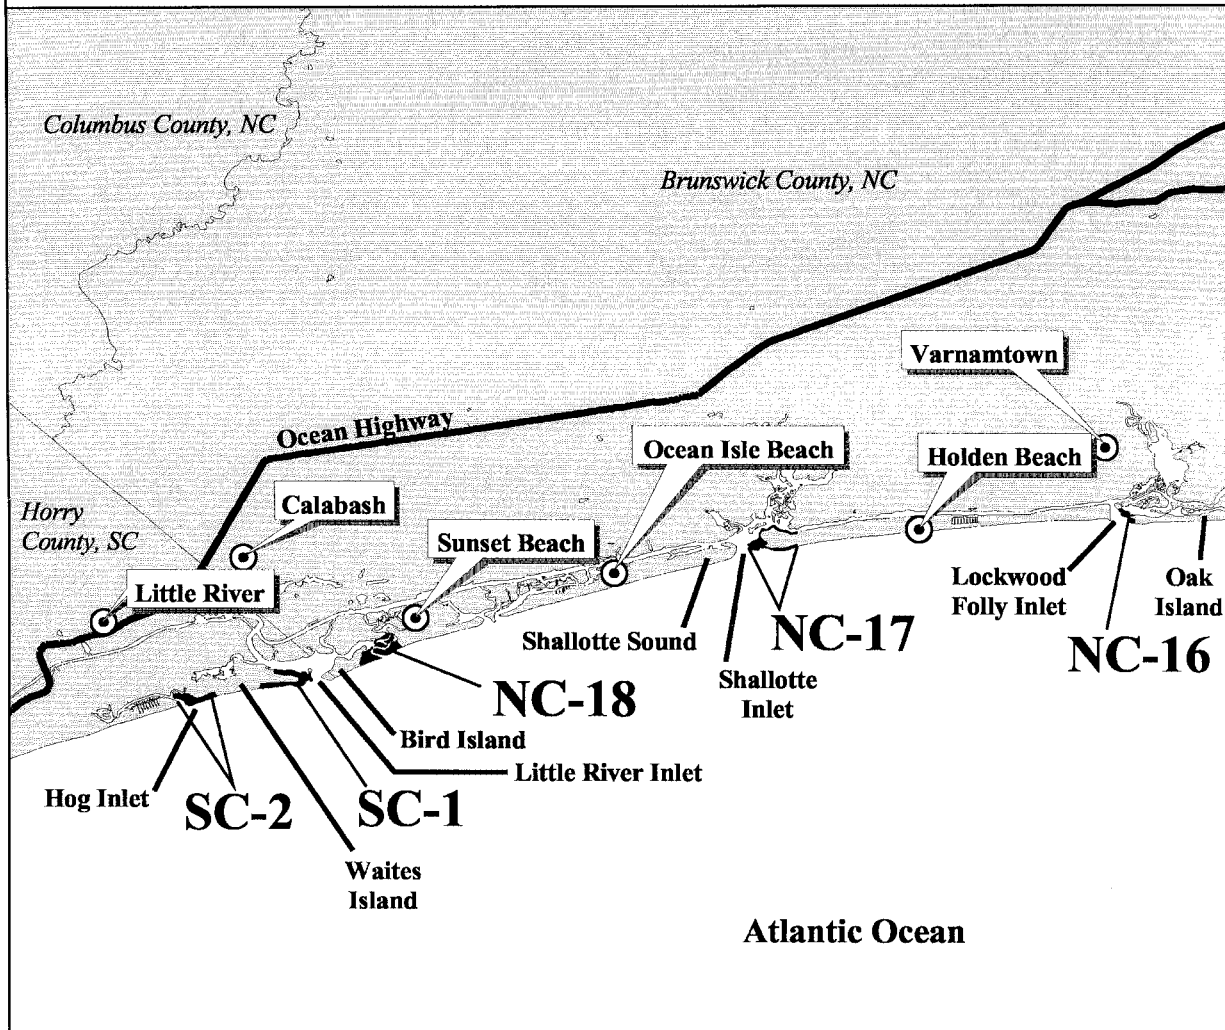 Columbus County, NC
Brunswick County, NC
Varnamtown
Ocean Highway
Ocean Isle Beach
Holden Beach
Horry
County, SC
Calabash
Sunset Beach
Little River
Lockwood
Folly Inlet
Oak
Island
Shallotte Sound
NC-17
NC-16
Shallotte
Inlet
NC-18
Bird Island
Little River Inlet
Hog Inlet
SC-2
SC-1
Waites
Island
Atlantic Ocean